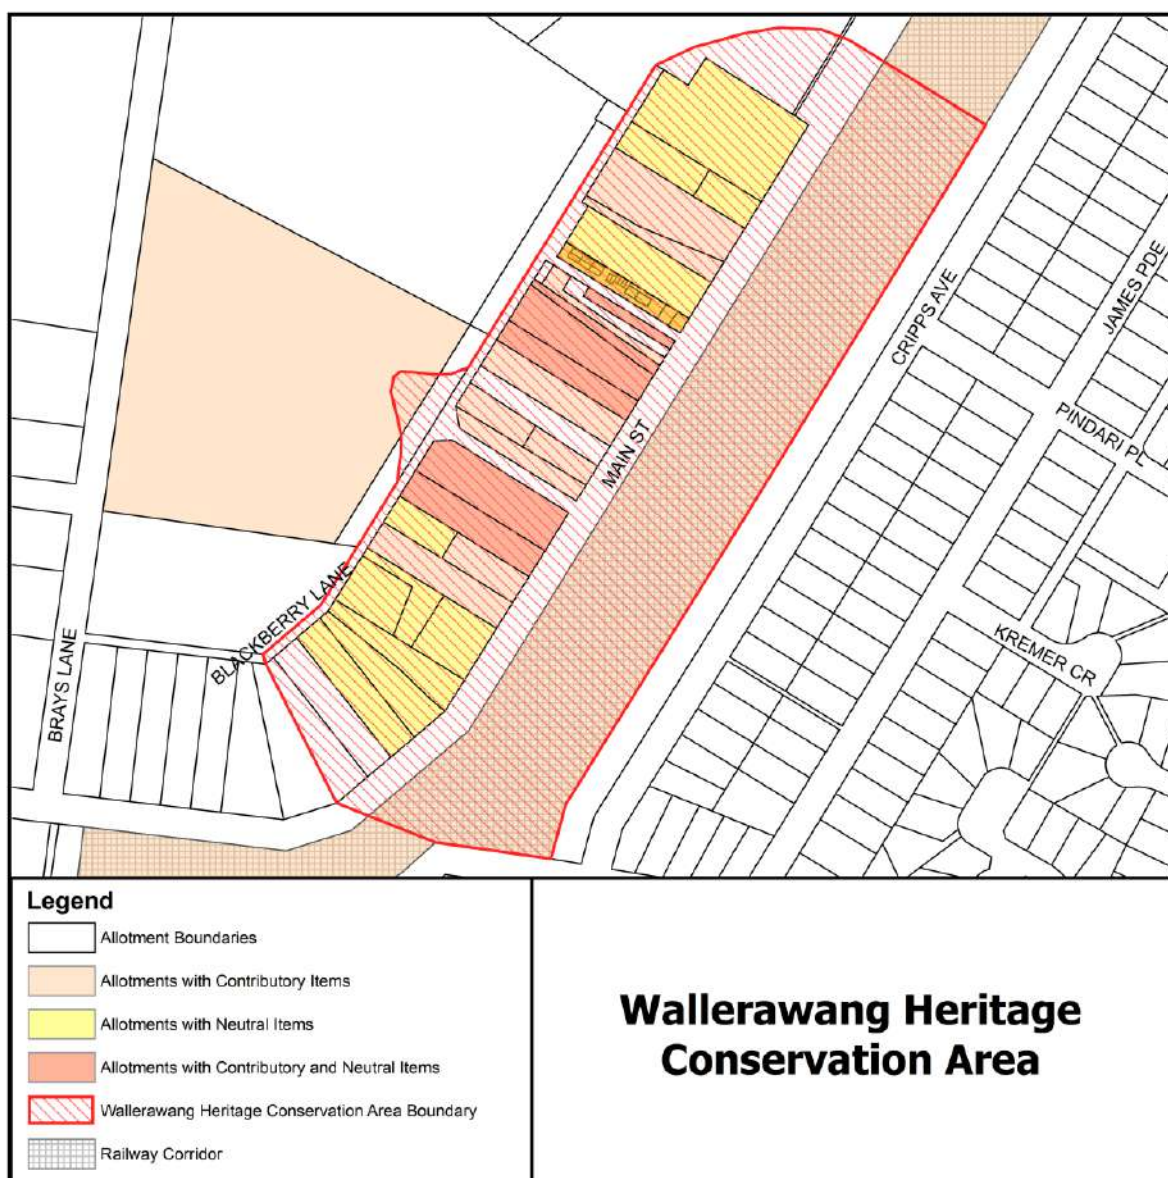 CRIPPS AVE
JAMES PDE
PINDARI PL
MAIN ST
BLACKBERRY LANE
KREMER CR
BRAYS LANE
Legend
Allotment Boundaries
Allotments with Contributory Items
Allotments with Neutral Items
Allotments with Contributory and Neutral Items
Wallerawang Heritage Conservation Area Boundary
Railway Corridor
Wallerawang Heritage
Conservation Area